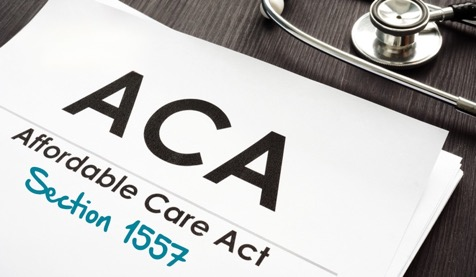 ACA
Affordable Care Act
Section 1557